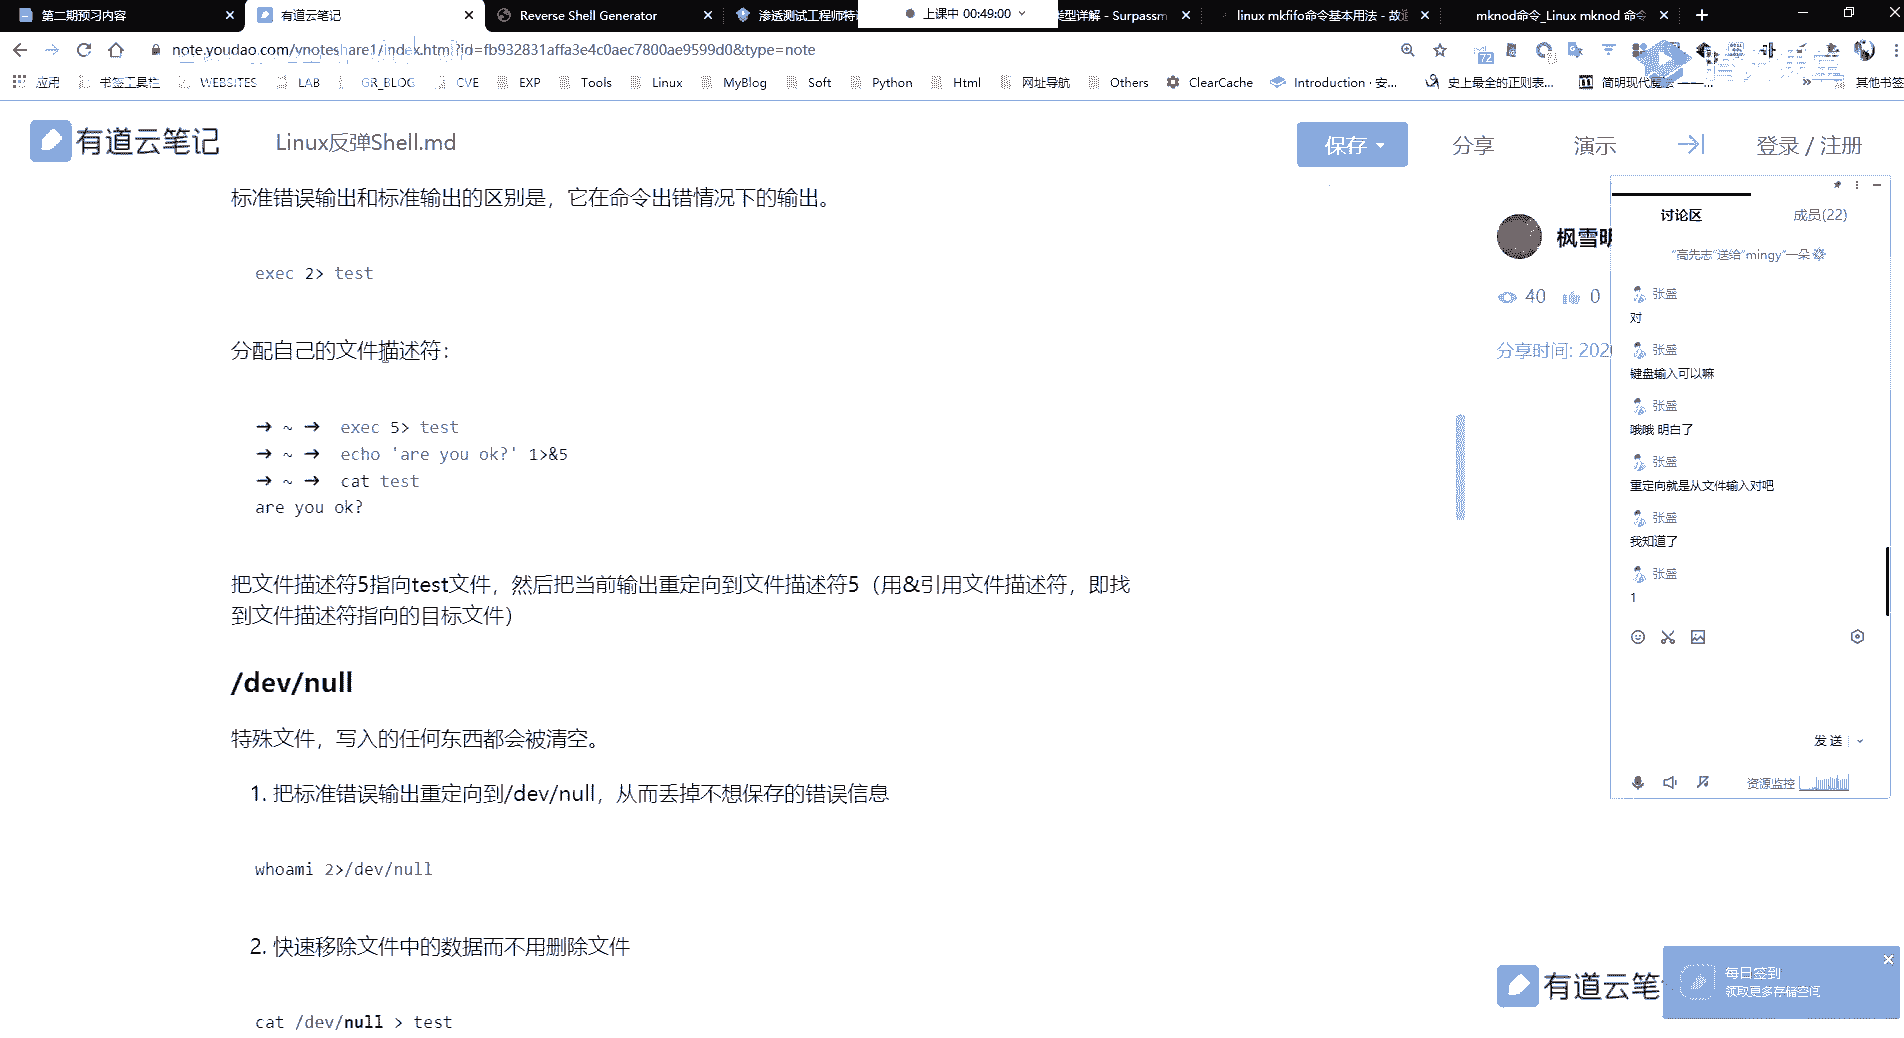 第二期预习内容
有道云笔记
Reverse Shell Generator
渗透测试工程师特
上课中 00:49:00
类型详解 - Surpassm
linux mkfifo命令基本用法 - 故
mknod命令_Linux mknod 命令
note.youdao.com/ynoteshare1/index.html?id=fb932831affa3e4c0aec7800ae9599d0&type=note
72
应用
书签工具栏
WEBSITES
LAB
GR_BLOG
CVE
EXP
Tools
Linux
MyBlog
Soft
Python
Html
网址导航
Others
ClearCache
Introduction · 安...
史上最全的正则表...
»
其他书签
有道云笔记
Linux反弹Shell.md
保存
分享
演示
登录 / 注册
标准错误输出和标准输出的区别是，它在命令出错情况下的输出。
exec 2> test
分配自己的文件描述符：
→ ~ → exec 5> test
→ ~ → echo 'are you ok?' 1>&5
→ ~ → cat test
are you ok?
把文件描述符5指向test文件，然后把当前输出重定向到文件描述符5（用&引用文件描述符，即找
到文件描述符指向的目标文件）
/dev/null
特殊文件，写入的任何东西都会被清空。
1. 把标准错误输出重定向到/dev/null，从而丢掉不想保存的错误信息
whoami 2>/dev/null
2. 快速移除文件中的数据而不用删除文件
cat /dev/null > test
枫雪明
40
0
分享时间: 202
讨论区
成员(22)
"高先志"送给"mingy"一朵
张盛
对
张盛
键盘输入可以嘛
张盛
哦哦 明白了
张盛
重定向就是从文件输入对吧
张盛
我知道了
张盛
1
发送
资源监控
有道云笔
每日签到
领取更多存储空间